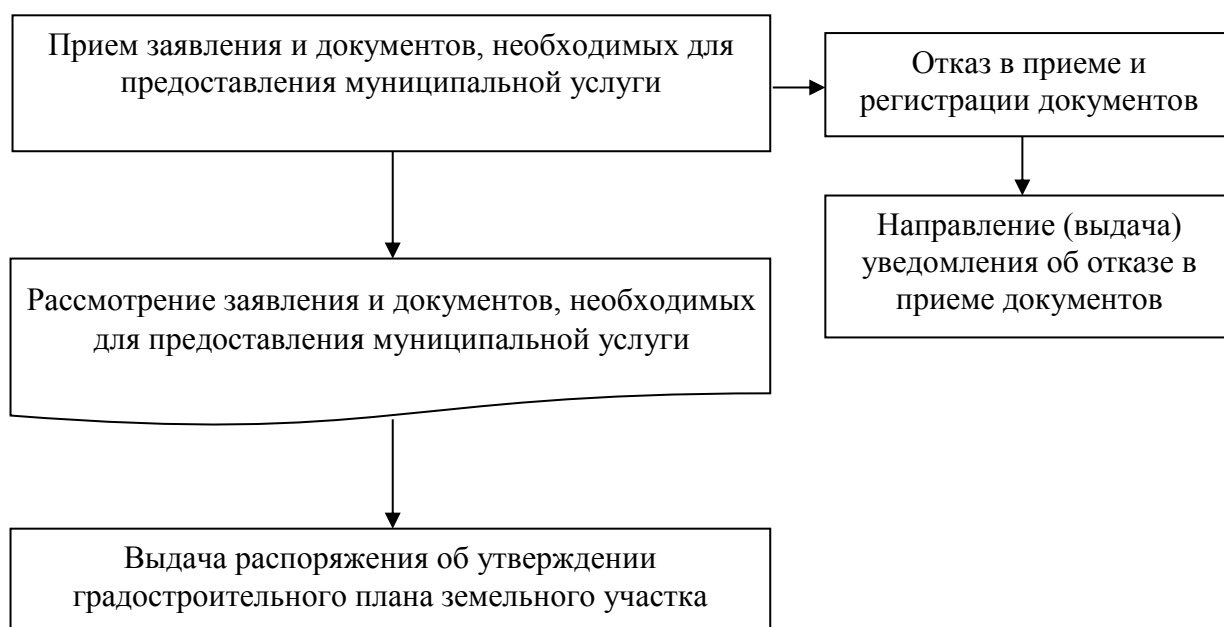 Прием заявления и документов, необходимых для
предоставления муниципальной услуги
Отказ в приеме и
регистрации документов
Направление (выдача)
уведомления об отказе в
приеме документов
Рассмотрение заявления и документов, необходимых
для предоставления муниципальной услуги
Выдача распоряжения об утверждении
градостроительного плана земельного участка